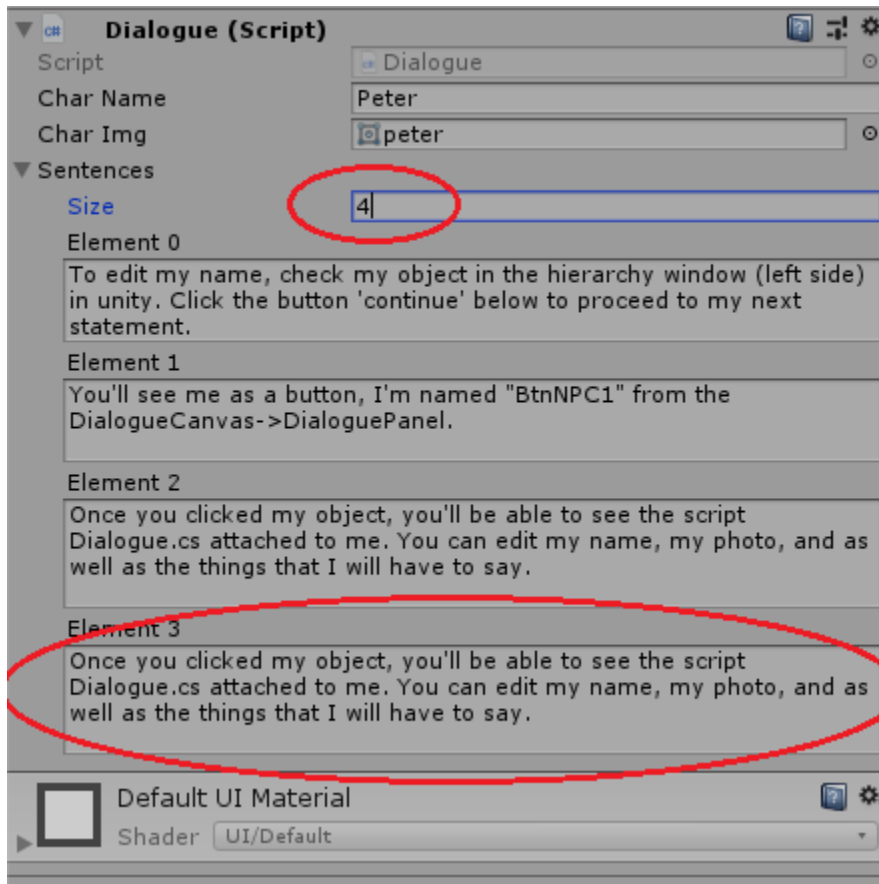 Dialogue (Script)
Script Dialogue
Char Name Peter
Char Img peter
Sentences
Size 4
Element 0
To edit my name, check my object in the hierarchy window (left side)
in unity. Click the button 'continue' below to proceed to my next
statement.
Element 1
You'll see me as a button, I'm named "BtnNPC1" from the
DialogueCanvas->DialoguePanel.
Element 2
Once you clicked my object, you'll be able to see the script
Dialogue.cs attached to me. You can edit my name, my photo, and as
well as the things that I will have to say.
Element 3
Once you clicked my object, you'll be able to see the script
Dialogue.cs attached to me. You can edit my name, my photo, and as
well as the things that I will have to say.
Default UI Material
Shader UI/Default